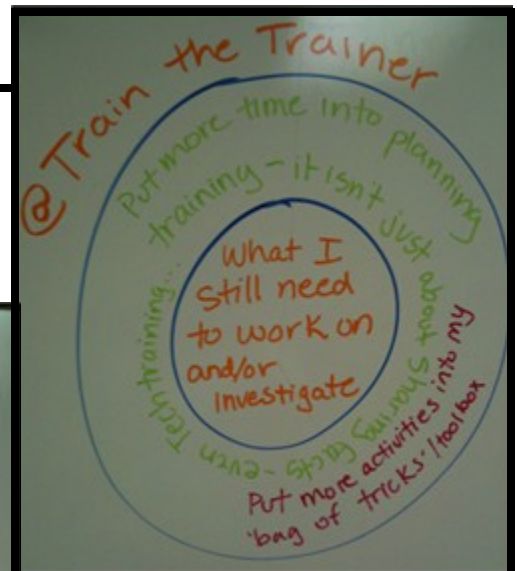 @Train the Trainer
Put more time into planning
training - it isn't just about sharing facts - even Tech training...
What I
still need
to work on
and/or
investigate
Put more activities into my
'bag of tricks'/toolbox